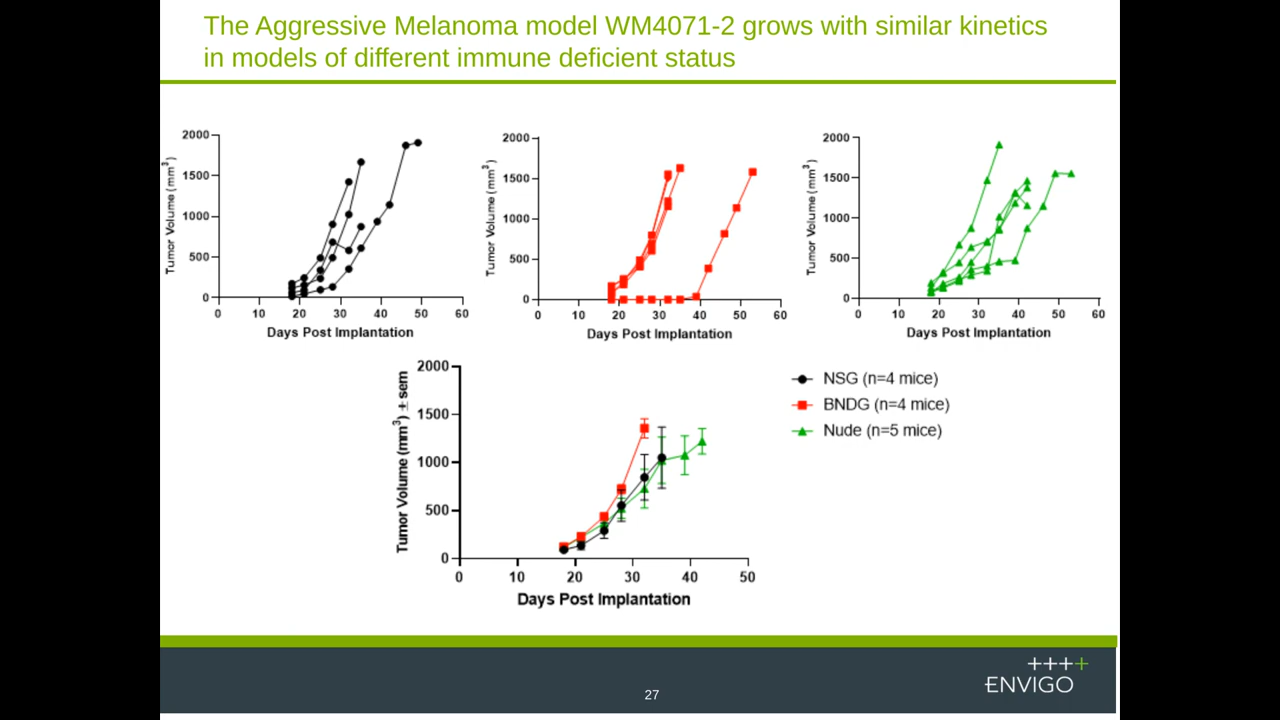 The Aggressive Melanoma model WM4071-2 grows with similar kinetics
in models of different immune deficient status
2000
1500
1000
500
0
Tumor Volume (mm³)
0 10 20 30 40 50 60
Days Post Implantation
2000
1500
1000
500
0
Tumor Volume (mm³)
0 10 20 30 40 50 60
Days Post Implantation
2000
1500
1000
500
0
Tumor Volume (mm³)
0 10 20 30 40 50 60
Days Post Implantation
2000
1500
1000
500
0
Tumor Volume (mm³) ± sem
0 10 20 30 40 50
Days Post Implantation
NSG (n=4 mice)
BNDG (n=4 mice)
Nude (n=5 mice)
27
++++
ENVIGO